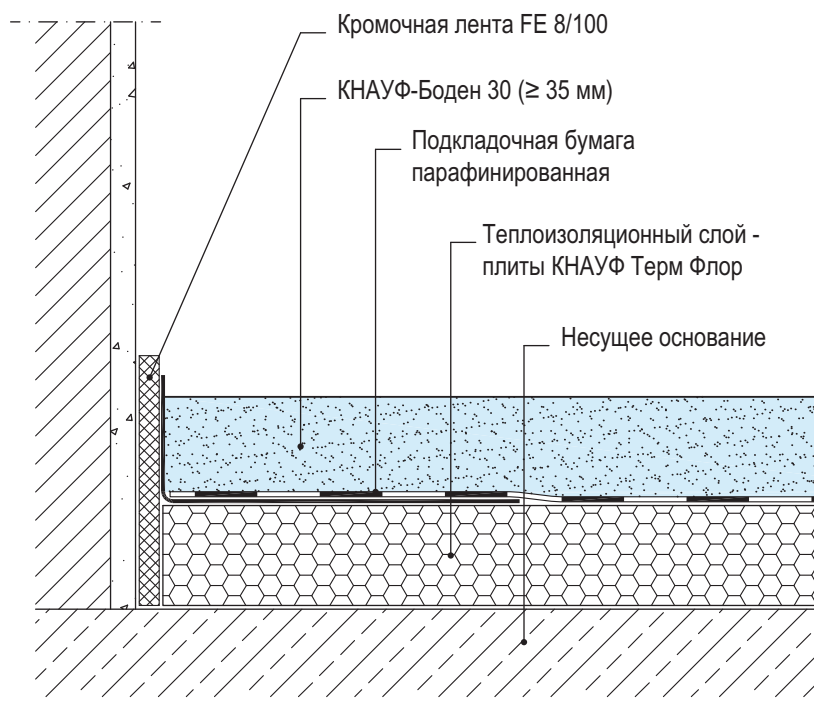 Кромочная лента FE 8/100
КНАУФ-Боден 30 (≥ 35 мм)
Подкладочная бумага
парафинированная
Теплоизоляционный слой -
плиты КНАУФ Терм Флор
Несущее основание